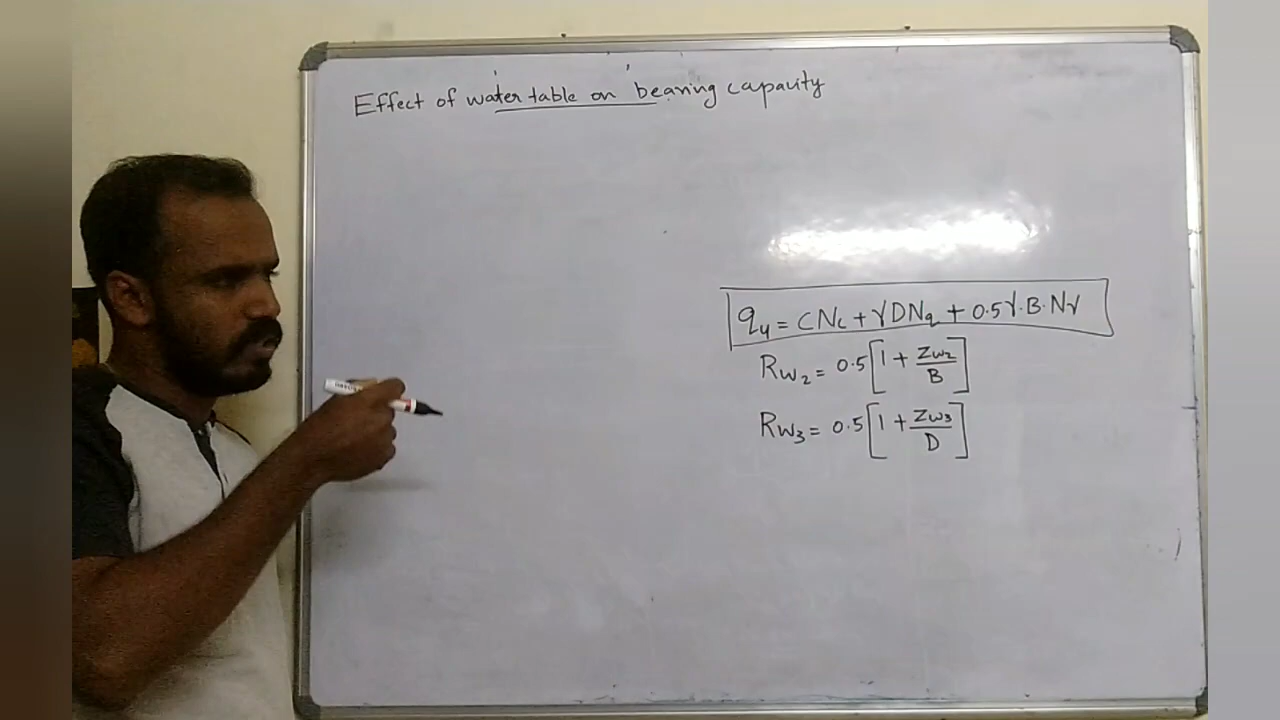 Effect of water table on bearing capacity
qu = CNc + γDNq + 0.5γ.B.Nγ
Rw2 = 0.5[1 + Zw2/B]
Rw3 = 0.5[1 + Zw3/D]